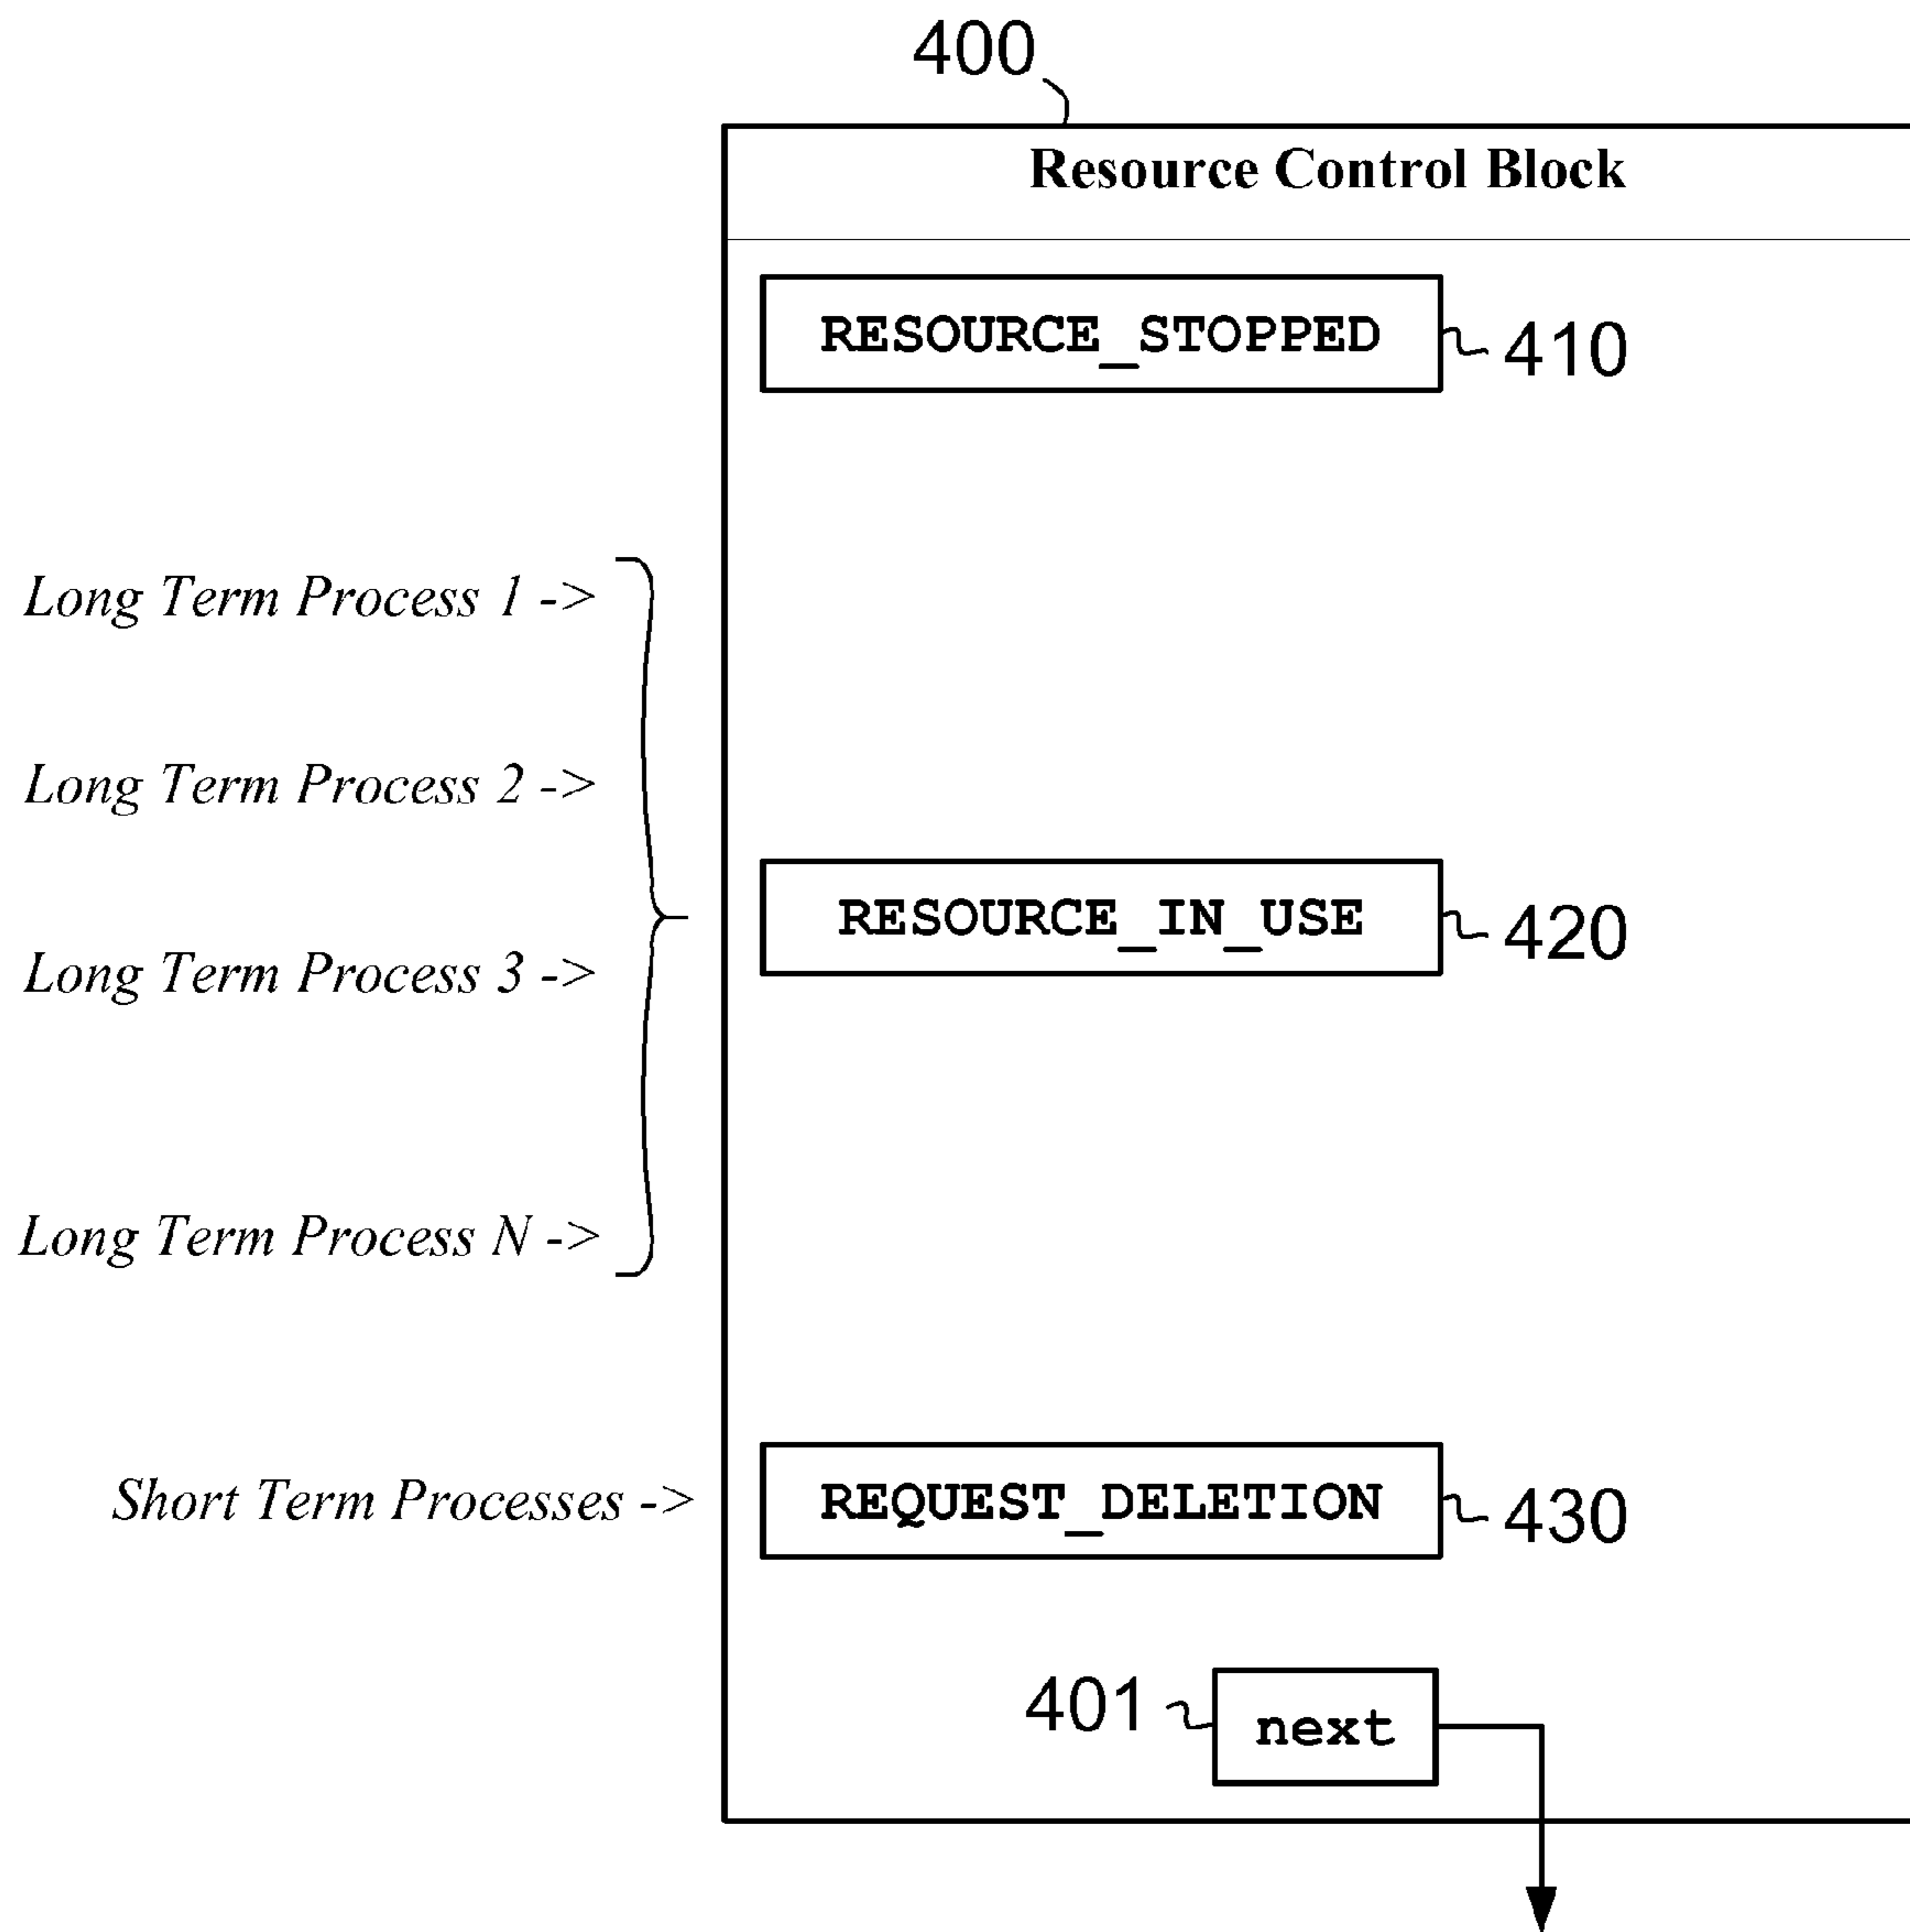 400
Resource Control Block
RESOURCE_STOPPED 410
Long Term Process 1 ->
Long Term Process 2 ->
RESOURCE_IN_USE 420
Long Term Process 3 ->
Long Term Process N ->
Short Term Processes -> REQUEST_DELETION 430
401 next